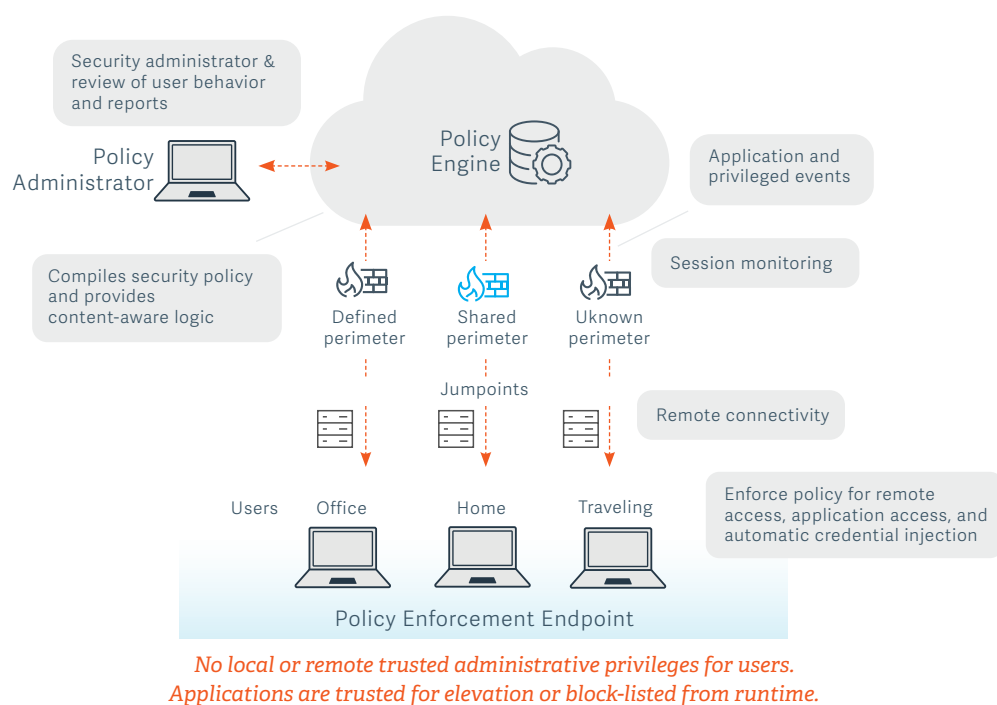 Security administrator &
review of user behavior
and reports
Policy
Administrator
Policy
Engine
Application and
privileged events
Compiles security policy
and provides
content-aware logic
Session monitoring
Defined
perimeter
Shared
perimeter
Uknown
perimeter
Jumpoints
Remote connectivity
Enforce policy for remote
access, application access, and
automatic credential injection
Users
Office
Home
Traveling
Policy Enforcement Endpoint
No local or remote trusted administrative privileges for users.
Applications are trusted for elevation or block-listed from runtime.